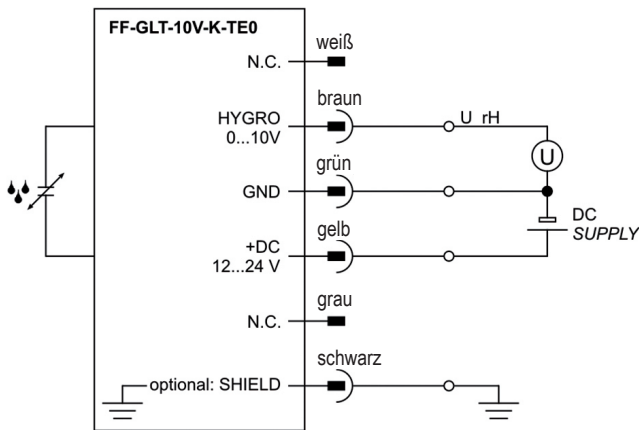 FF-GLT-10V-K-TE0
weiß
N.C.
braun
HYGRO
0...10V
U rH
U
grün
GND
gelb
+DC
12...24 V
DC
SUPPLY
grau
N.C.
schwarz
optional: SHIELD